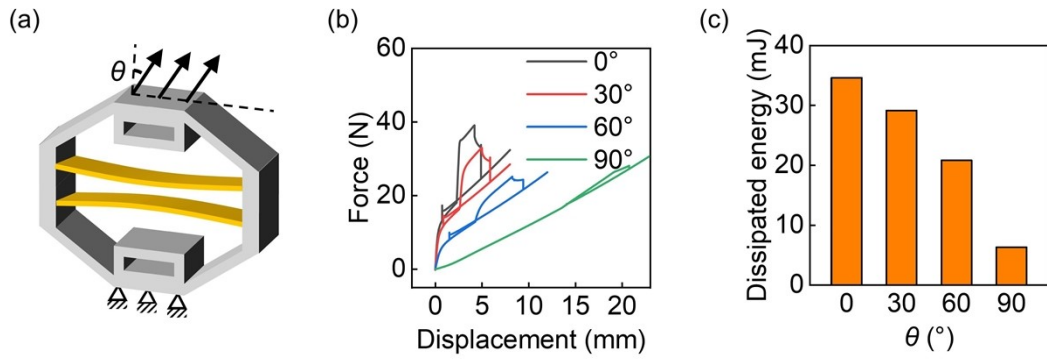 (a)
θ
(b)
Force (N)
60
40
20
0
0°
30°
60°
90°
0 5 10 15 20
Displacement (mm)
(c)
Dissipated energy (mJ)
40
30
20
10
0
0 30 60 90
θ (°)